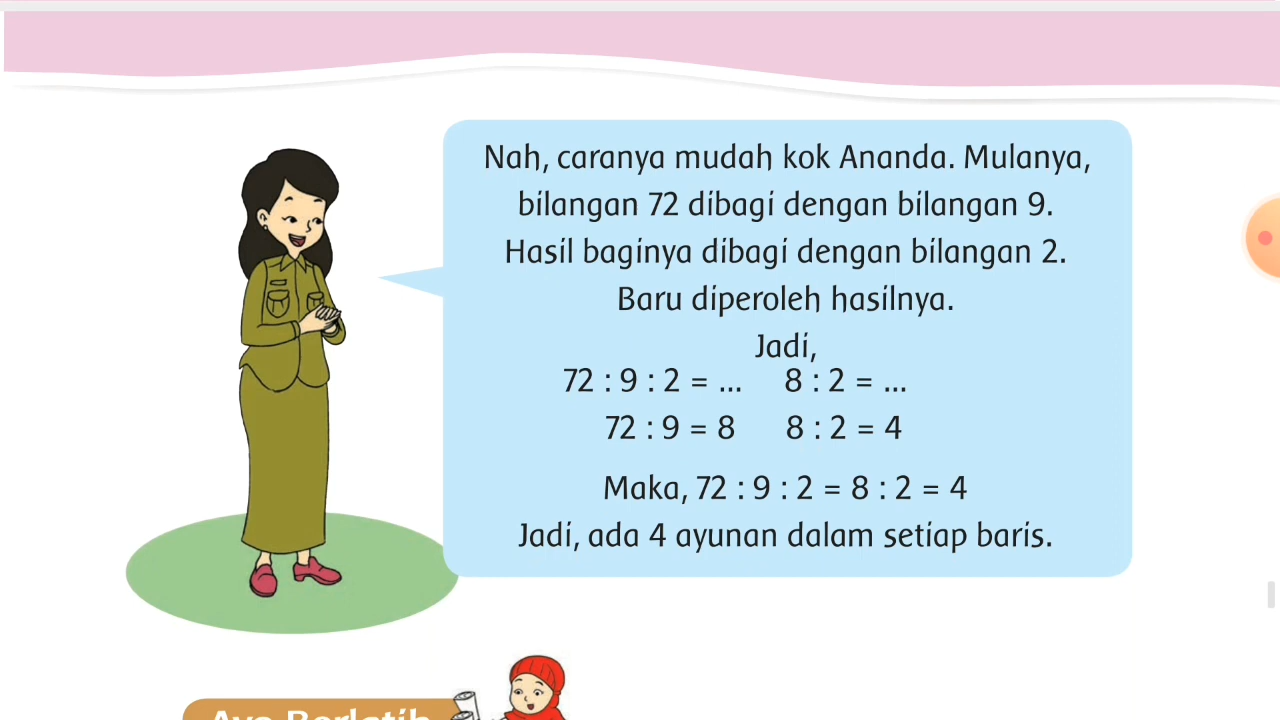 Nah, caranya mudah kok Ananda. Mulanya,
bilangan 72 dibagi dengan bilangan 9.
Hasil baginya dibagi dengan bilangan 2.
Baru diperoleh hasilnya.
Jadi,
72 : 9 : 2 = ... 8 : 2 = ...
72 : 9 = 8 8 : 2 = 4
Maka, 72 : 9 : 2 = 8 : 2 = 4
Jadi, ada 4 ayunan dalam setiap baris.
Ayo Berlatih